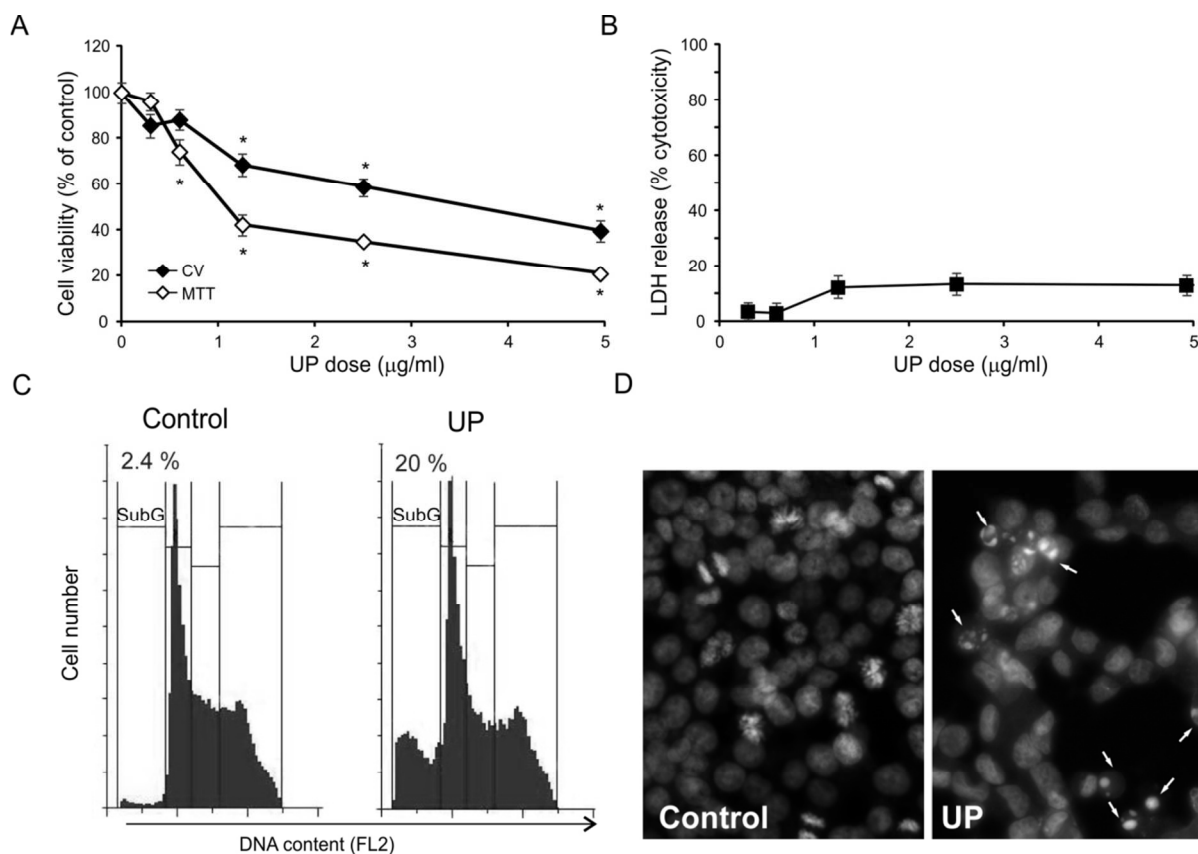 A
Cell viability (% of control)
120
100
80
60
40
20
0
* * * *
* * *
CV
MTT
0 1 2 3 4 5
UP dose (μg/ml)
B
LDH release (% cytotoxicity)
100
80
60
40
20
0
0 1 2 3 4 5
UP dose (μg/ml)
C
Control
2.4 %
SubG
UP
20 %
SubG
Cell number
DNA content (FL2)
D
Control
UP